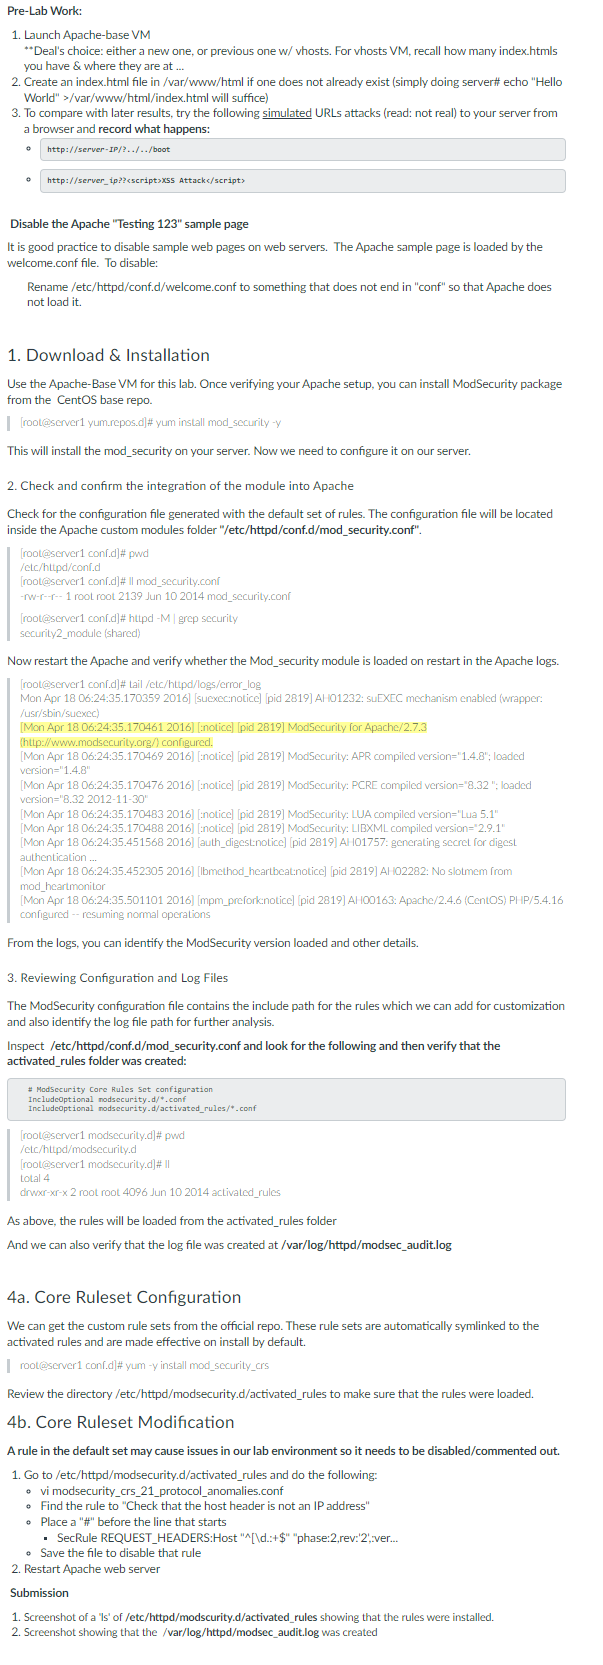 Pre-Lab Work:
1. Launch Apache-base VM
**Deal's choice: either a new one, or previous one w/ vhosts. For vhosts VM, recall how many index.htmls
you have & where they are at ...
2. Create an index.html file in /var/www/html if one does not already exist (simply doing server# echo "Hello
World" >/var/www/html/index.html will suffice)
3. To compare with later results, try the following simulated URLs attacks (read: not real) to your server from
a browser and record what happens:
http://server-IP/?../../boot
http://server_ip??<script>XSS Attack</script>
Disable the Apache "Testing 123" sample page
It is good practice to disable sample web pages on web servers. The Apache sample page is loaded by the
welcome.conf file. To disable:
Rename /etc/httpd/conf.d/welcome.conf to something that does not end in "conf" so that Apache does
not load it.
1. Download & Installation
Use the Apache-Base VM for this lab. Once verifying your Apache setup, you can install ModSecurity package
from the CentOS base repo.
[root@server1 yum.repos.d]# yum install mod_security -y
This will install the mod_security on your server. Now we need to configure it on our server.
2. Check and confirm the integration of the module into Apache
Check for the configuration file generated with the default set of rules. The configuration file will be located
inside the Apache custom modules folder "/etc/httpd/conf.d/mod_security.conf".
[root@server1 conf.d]# pwd
/etc/httpd/conf.d
[root@server1 conf.d]# ll mod_security.conf
-rw-r--r-- 1 root root 2139 Jun 10 2014 mod_security.conf
[root@server1 conf.d]# httpd -M | grep security
security2_module (shared)
Now restart the Apache and verify whether the Mod_security module is loaded on restart in the Apache logs.
[root@server1 conf.d]# tail /etc/httpd/logs/error_log
Mon Apr 18 06:24:35.170359 2016] [suexec:notice] [pid 2819] AH01232: suEXEC mechanism enabled (wrapper:
/usr/sbin/suexec)
[Mon Apr 18 06:24:35.170461 2016] [:notice] [pid 2819] ModSecurity for Apache/2.7.3
(http://www.modsecurity.org/) configured.
[Mon Apr 18 06:24:35.170469 2016] [:notice] [pid 2819] ModSecurity: APR compiled version="1.4.8"; loaded
version="1.4.8"
[Mon Apr 18 06:24:35.170476 2016] [:notice] [pid 2819] ModSecurity: PCRE compiled version="8.32 "; loaded
version="8.32 2012-11-30"
[Mon Apr 18 06:24:35.170483 2016] [:notice] [pid 2819] ModSecurity: LUA compiled version="Lua 5.1"
[Mon Apr 18 06:24:35.170488 2016] [:notice] [pid 2819] ModSecurity: LIBXML compiled version="2.9.1"
[Mon Apr 18 06:24:35.451568 2016] [auth_digest:notice] [pid 2819] AH01757: generating secret for digest
authentication ...
[Mon Apr 18 06:24:35.452305 2016] [lbmethod_heartbeat:notice] [pid 2819] AH02282: No slotmem from
mod_heartmonitor
[Mon Apr 18 06:24:35.501101 2016] [mpm_prefork:notice] [pid 2819] AH00163: Apache/2.4.6 (CentOS) PHP/5.4.16
configured -- resuming normal operations
From the logs, you can identify the ModSecurity version loaded and other details.
3. Reviewing Configuration and Log Files
The ModSecurity configuration file contains the include path for the rules which we can add for customization
and also identify the log file path for further analysis.
Inspect /etc/httpd/conf.d/mod_security.conf and look for the following and then verify that the
activated_rules folder was created:
# ModSecurity Core Rules Set configuration
IncludeOptional modsecurity.d/*.conf
IncludeOptional modsecurity.d/activated_rules/*.conf
[root@server1 modsecurity.d]# pwd
/etc/httpd/modsecurity.d
[root@server1 modsecurity.d]# ll
total 4
drwxr-xr-x 2 root root 4096 Jun 10 2014 activated_rules
As above, the rules will be loaded from the activated_rules folder
And we can also verify that the log file was created at /var/log/httpd/modsec_audit.log
4a. Core Ruleset Configuration
We can get the custom rule sets from the official repo. These rule sets are automatically symlinked to the
activated rules and are made effective on install by default.
root@server1 conf.d]# yum -y install mod_security_crs
Review the directory /etc/httpd/modsecurity.d/activated_rules to make sure that the rules were loaded.
4b. Core Ruleset Modification
A rule in the default set may cause issues in our lab environment so it needs to be disabled/commented out.
1. Go to /etc/httpd/modsecurity.d/activated_rules and do the following:
vi modsecurity_crs_21_protocol_anomalies.conf
Find the rule to "Check that the host header is not an IP address"
Place a "#" before the line that starts
SecRule REQUEST_HEADERS:Host "^[\d.:+$" "phase:2,rev:'2',:ver...
Save the file to disable that rule
2. Restart Apache web server
Submission
1. Screenshot of a 'ls' of /etc/httpd/modscurity.d/activated_rules showing that the rules were installed.
2. Screenshot showing that the /var/log/httpd/modsec_audit.log was created